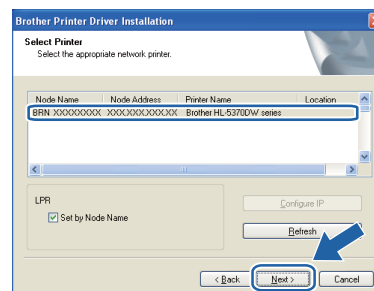 Brother Printer Driver Installation
Select Printer
Select the appropriate network printer.
Node Name Node Address Printer Name Location
BRN XXXXXXXX XXX.XXX.XXX.XX Brother HL-5370DW series
LPR
Set by Node Name
Configure IP
Refresh
< Back Next > Cancel